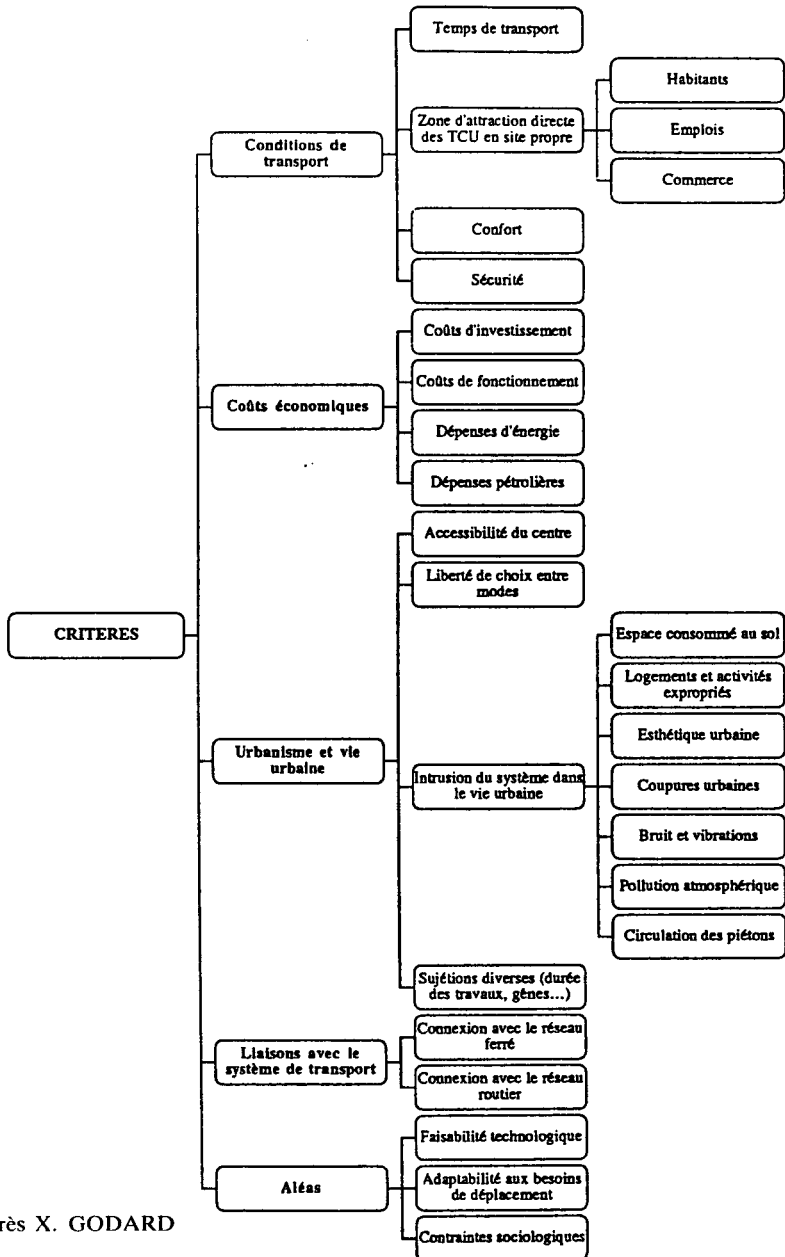 Temps de transport
Habitants
Zone d'attraction directe
des TCU en site propre
Emplois
Conditions de
transport
Commerce
Confort
Sécurité
Coûts d'investissement
Coûts de fonctionnement
Coûts économiques
Dépenses d'énergie
Dépenses pétrolières
Accessibilité du centre
Liberté de choix entre
modes
CRITERES
Espace consommé au sol
Logements et activités
expropriés
Esthétique urbaine
Urbanisme et vie
urbaine
Intrusion du système dans
le vie urbaine
Coupures urbaines
Bruit et vibrations
Pollution atmosphérique
Circulation des piétons
Sujétions diverses (durée
des travaux, gênes...)
Connexion avec le réseau
ferré
Liaisons avec le
système de transport
Connexion avec le réseau
routier
Faisabilité technologique
Aléas
Adaptabilité aux besoins
de déplacement
Contraintes sociologiques
rès X. GODARD